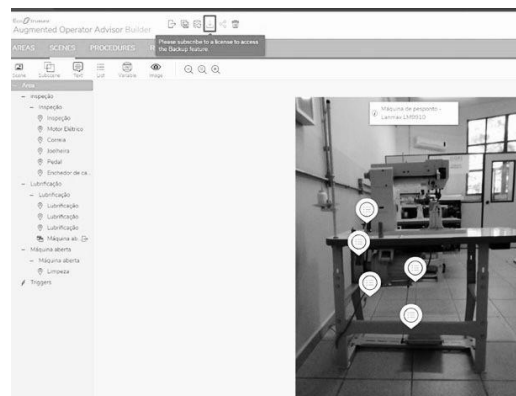 Augmented Operator Advisor Builder
Please subscribe to a license to access
the Backup feature.
AREAS SCENES PROCEDURES
Scene Subscene Text List Variable Image
Area
Inspeção
Inspeção
Inspeção
Motor Elétrico
Correia
Joelheira
Pedal
Enchedor de ca...
Lubrificação
Lubrificação
Lubrificação
Lubrificação
Lubrificação
Máquina ab...
Máquina aberta
Máquina aberta
Limpeza
Triggers
Máquina de pesponto -